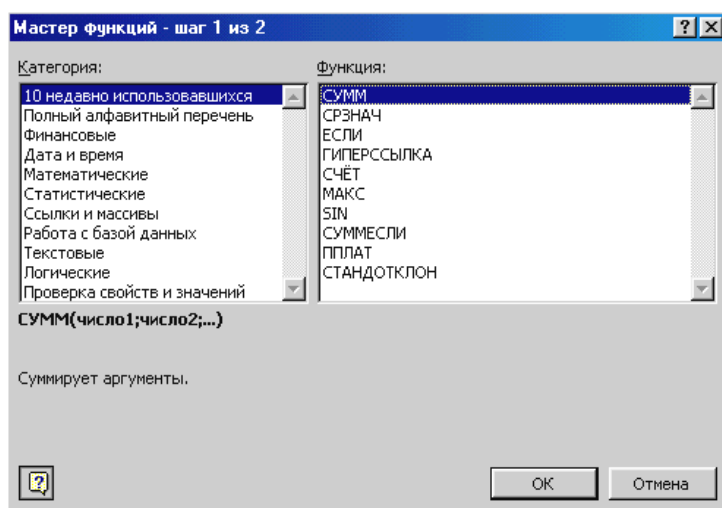 Мастер функций - шаг 1 из 2
Категория:
10 недавно использовавшихся
Полный алфавитный перечень
Финансовые
Дата и время
Математические
Статистические
Ссылки и массивы
Работа с базой данных
Текстовые
Логические
Проверка свойств и значений
Функция:
СУММ
СРЗНАЧ
ЕСЛИ
ГИПЕРССЫЛКА
СЧЁТ
МАКС
SIN
СУММЕСЛИ
ППЛАТ
СТАНДОТКЛОН
СУММ(число1;число2;...)
Суммирует аргументы.
ОК
Отмена